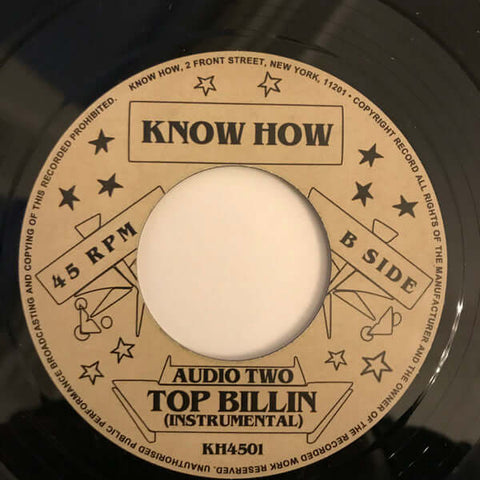 KNOW HOW, 2 FRONT STREET, NEW YORK, 11201 • COPYRIGHT RECORD ALL RIGHTS OF THE MANUFACTURER AND THE OWNER OF THE RECORDED WORK RESERVED. UNAUTHORISED PUBLIC PERFORMANCE BROADCASTING AND COPYING OF THIS RECORDED PROHIBITED.
KNOW HOW
45 RPM
B SIDE
AUDIO TWO
TOP BILLIN
(INSTRUMENTAL)
KH4501